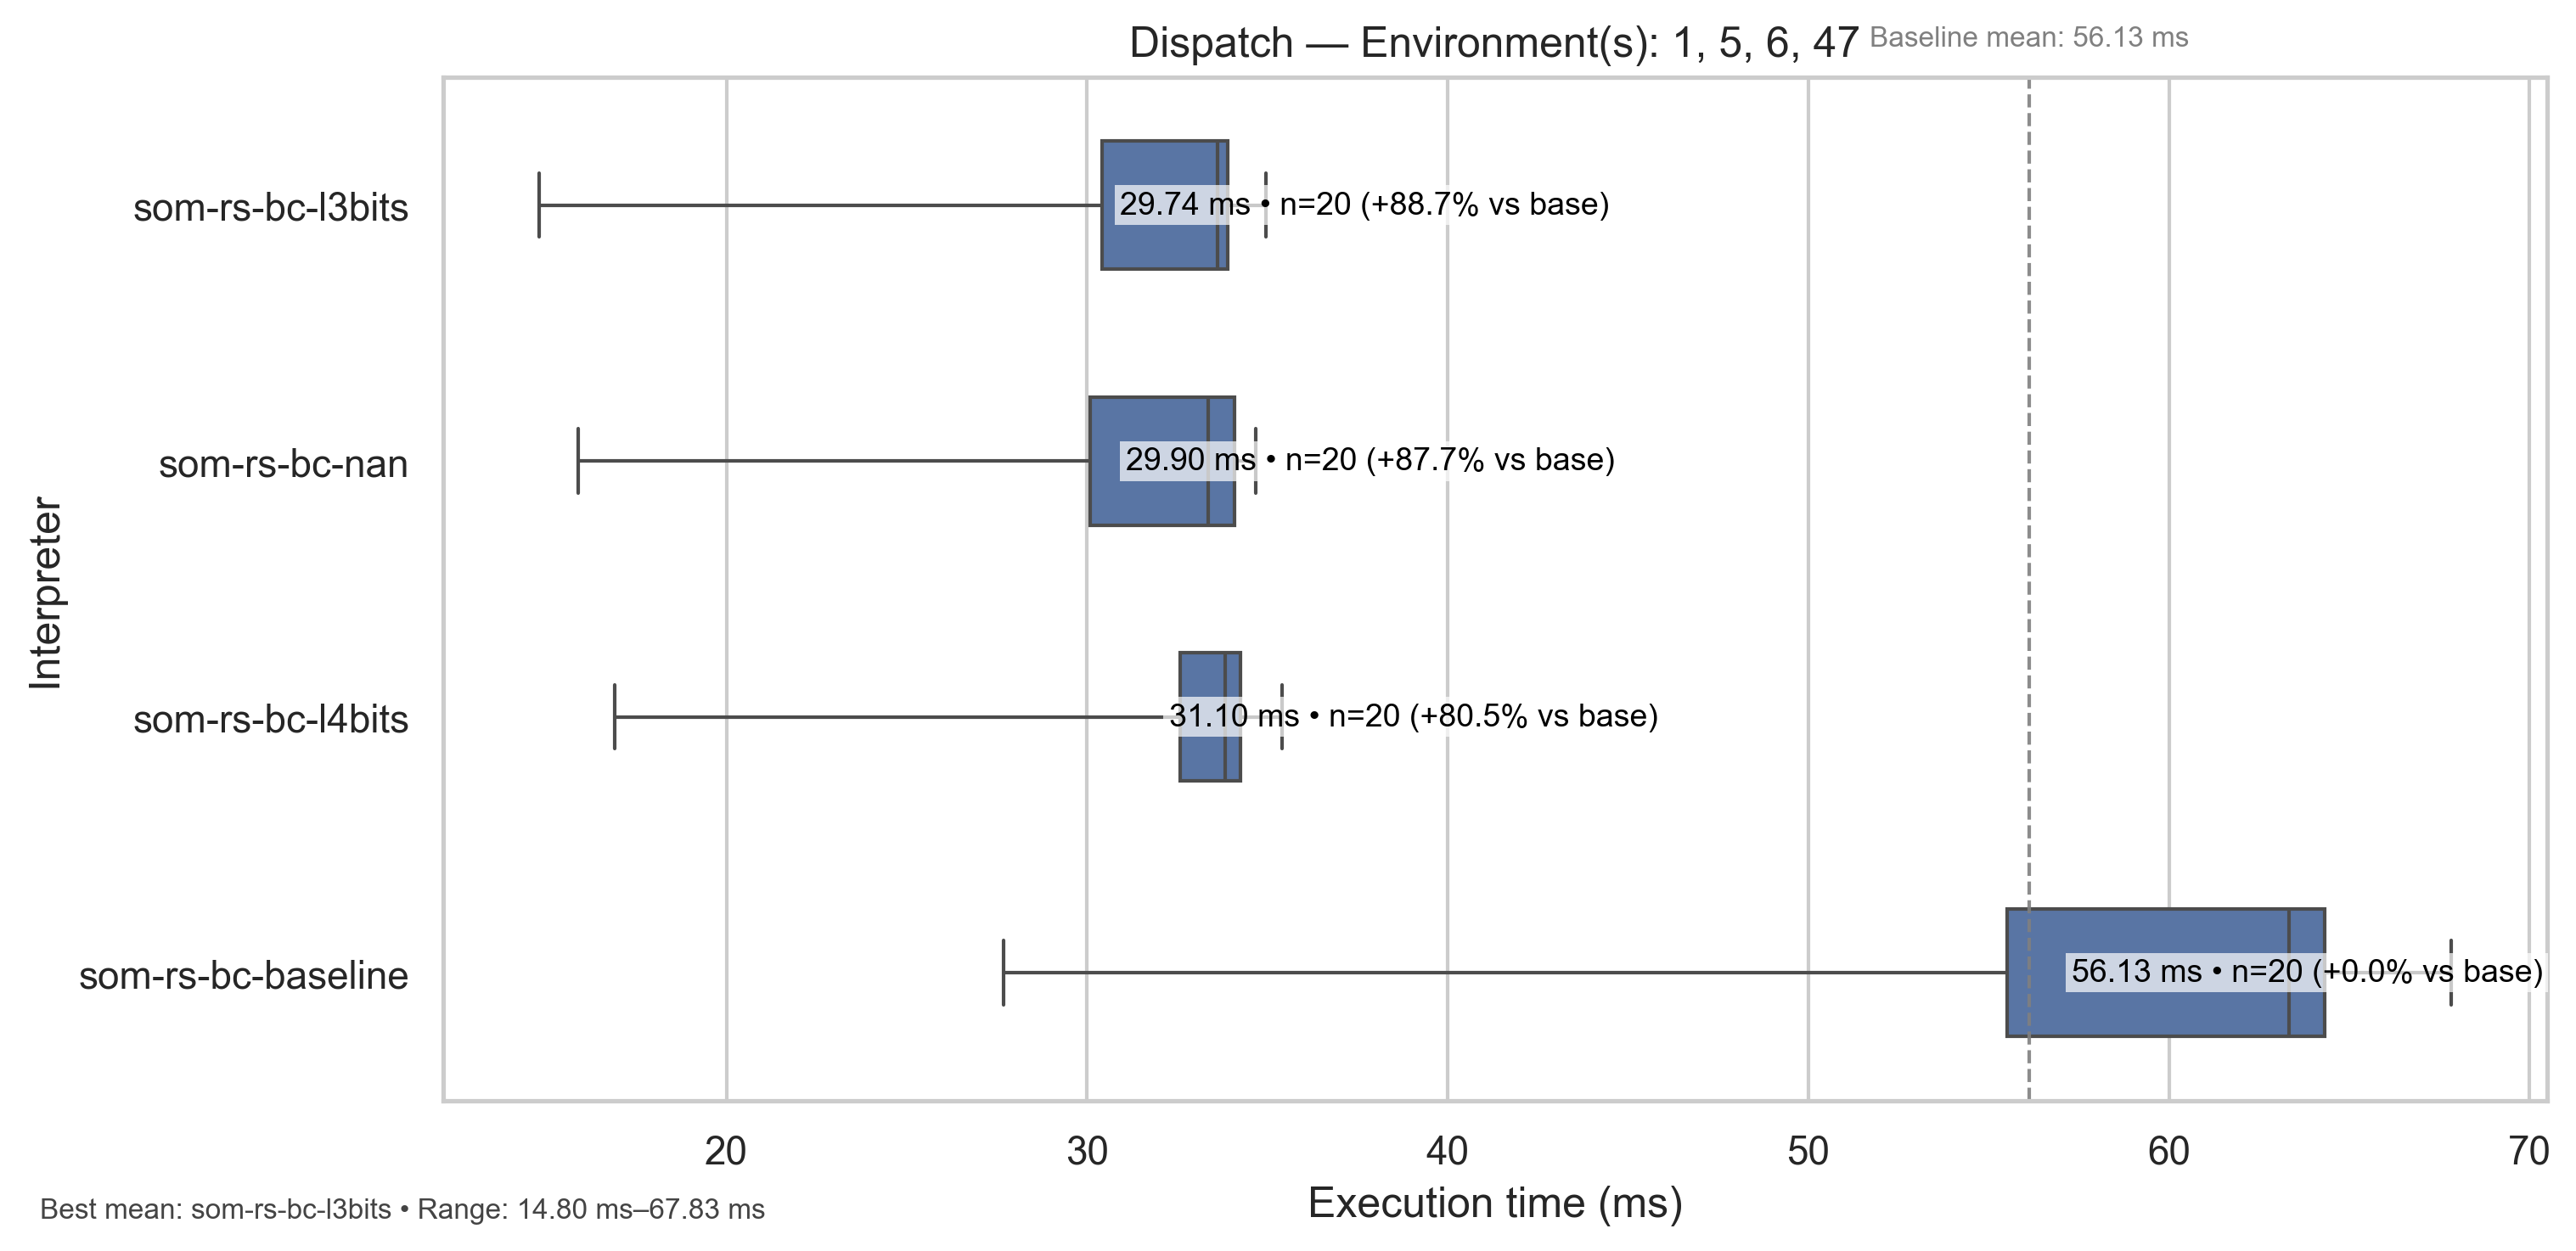 Dispatch — Environment(s): 1, 5, 6, 47
Baseline mean: 56.13 ms
Interpreter
som-rs-bc-l3bits
29.74 ms • n=20 (+88.7% vs base)
som-rs-bc-nan
29.90 ms • n=20 (+87.7% vs base)
som-rs-bc-l4bits
31.10 ms • n=20 (+80.5% vs base)
som-rs-bc-baseline
56.13 ms • n=20 (+0.0% vs base)
20 30 40 50 60 70
Execution time (ms)
Best mean: som-rs-bc-l3bits • Range: 14.80 ms–67.83 ms